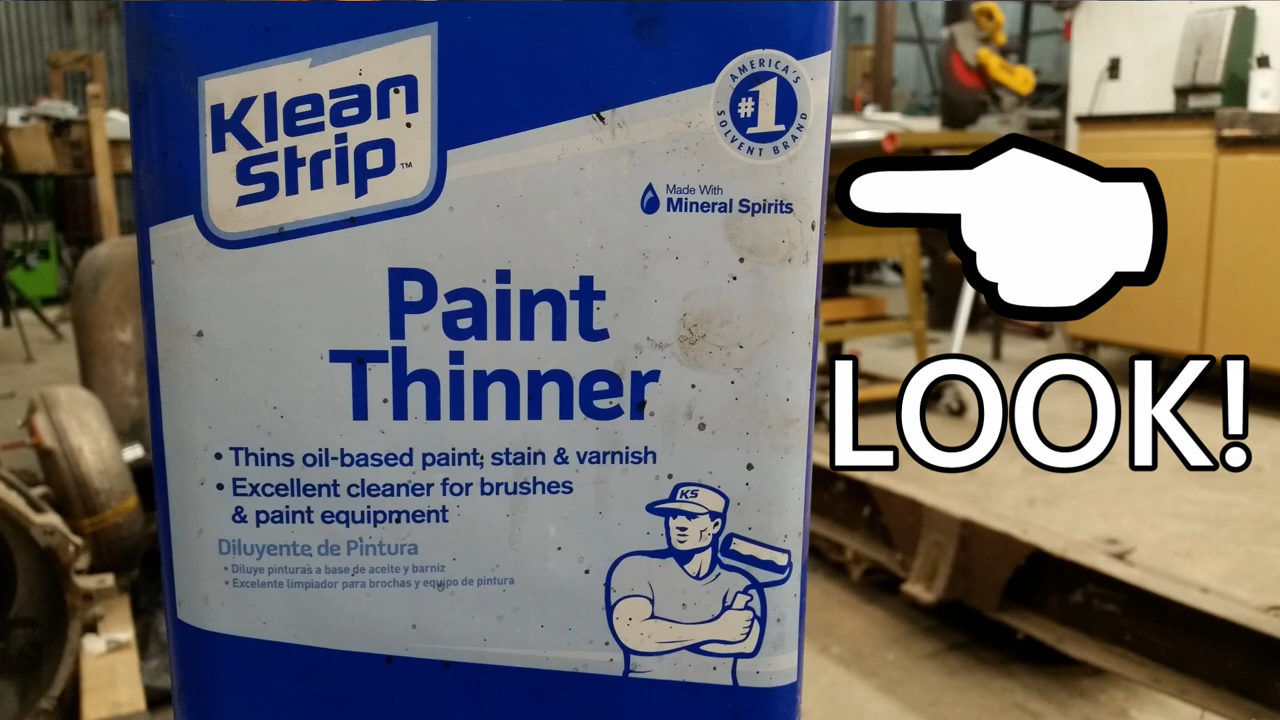 Klean
Strip™
AMERICA'S
#1
SOLVENT BRAND
Made With
Mineral Spirits
Paint
Thinner
• Thins oil-based paint, stain & varnish
• Excellent cleaner for brushes
& paint equipment
Diluyente de Pintura
• Diluye pinturas a base de aceite y barniz
• Excelente limpiador para brochas y equipo de pintura
KS
LOOK!